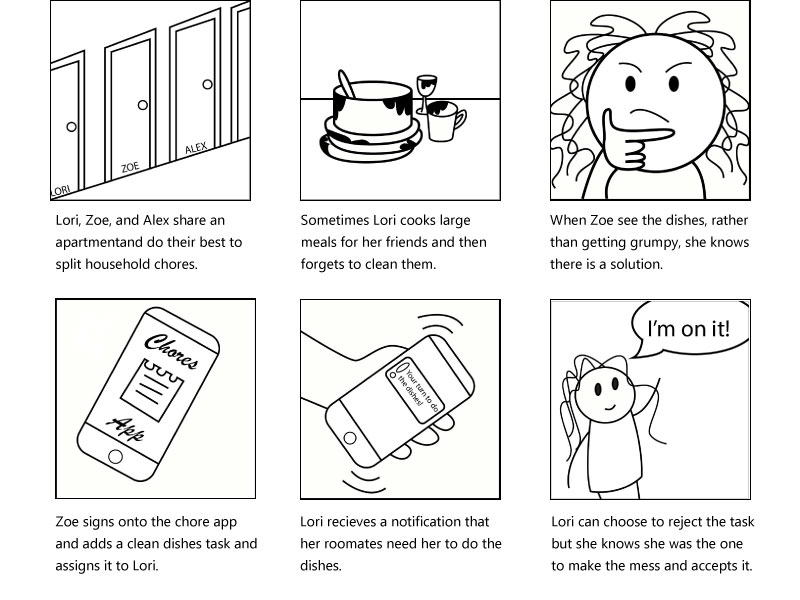 LORI
ZOE
ALEX
Lori, Zoe, and Alex share an
apartmentand do their best to
split household chores.
Sometimes Lori cooks large
meals for her friends and then
forgets to clean them.
When Zoe see the dishes, rather
than getting grumpy, she knows
there is a solution.
Chores
App
Zoe signs onto the chore app
and adds a clean dishes task and
assigns it to Lori.
Your turn to do
the dishes!
Lori recieves a notification that
her roomates need her to do the
dishes.
I'm on it!
Lori can choose to reject the task
but she knows she was the one
to make the mess and accepts it.